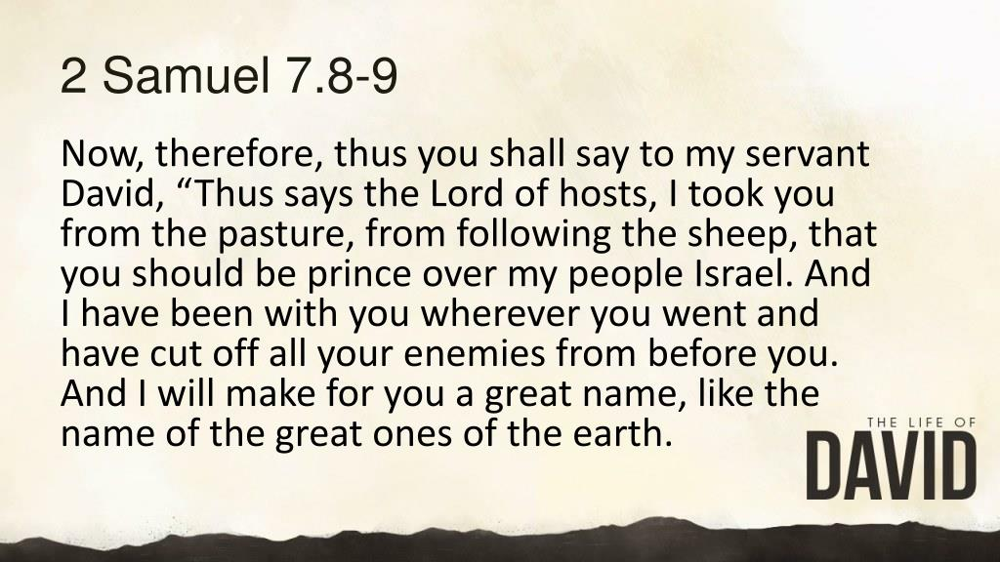 2 Samuel 7.8-9
Now, therefore, thus you shall say to my servant
David, “Thus says the Lord of hosts, I took you
from the pasture, from following the sheep, that
you should be prince over my people Israel. And
I have been with you wherever you went and
have cut off all your enemies from before you.
And I will make for you a great name, like the
name of the great ones of the earth.
THE LIFE OF
DAVID